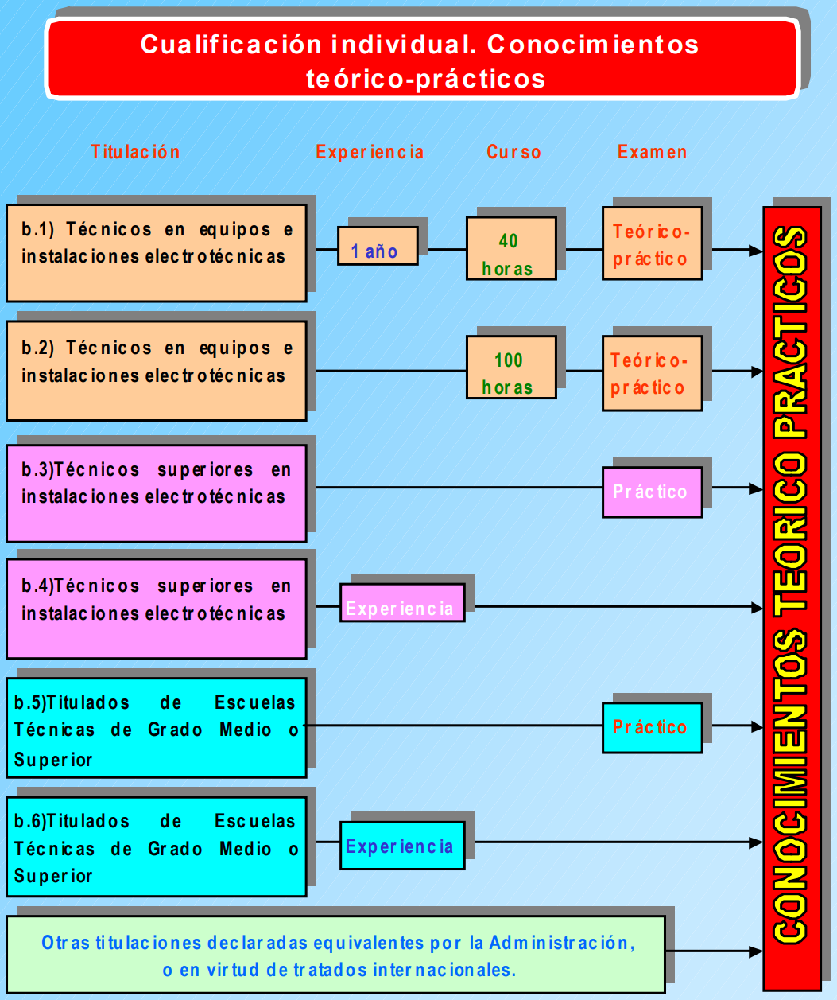 Cualificación individual. Conocimientos
teórico-prácticos
Titulación Experiencia Curso Examen
b.1) Técnicos en equipos e
instalaciones electrotécnicas
1 año
40
horas
Teórico-
práctico
b.2) Técnicos en equipos e
instalaciones electrotécnicas
100
horas
Teórico-
práctico
b.3)Técnicos superiores en
instalaciones electrotécnicas
Práctico
b.4)Técnicos superiores en
instalaciones electrotécnicas
Experiencia
b.5)Titulados de Escuelas
Técnicas de Grado Medio o
Superior
Práctico
b.6)Titulados de Escuelas
Técnicas de Grado Medio o
Superior
Experiencia
Otras titulaciones declaradas equivalentes por la Administración,
o en virtud de tratados internacionales.
CONOCIMIENTOS TEORICO PRACTICOS